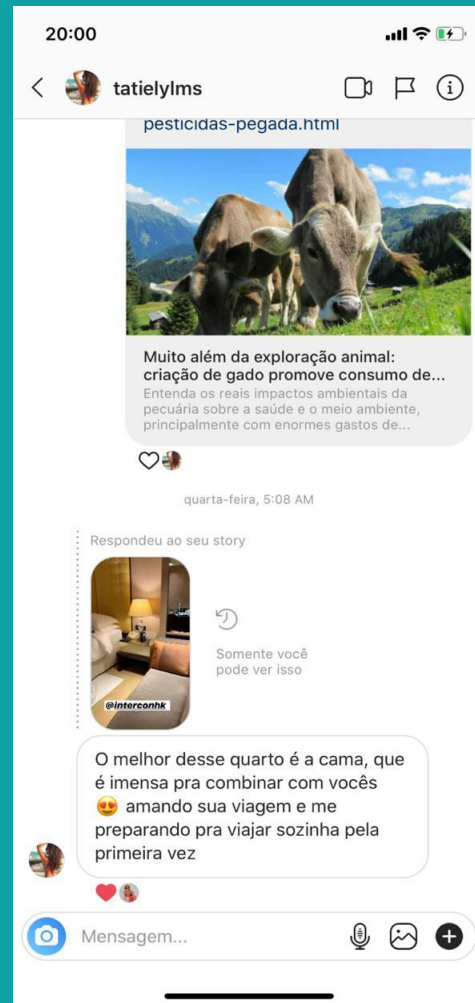 20:00
tatielylms
pesticidas-pegada.html
Muito além da exploração animal:
criação de gado promove consumo de...
Entenda os reais impactos ambientais da
pecuária sobre a saúde e o meio ambiente,
principalmente com enormes gastos de...
quarta-feira, 5:08 AM
Respondeu ao seu story
@interconhk
Somente você
pode ver isso
O melhor desse quarto é a cama, que
é imensa pra combinar com vocês
😍 amando sua viagem e me
preparando pra viajar sozinha pela
primeira vez
Mensagem...